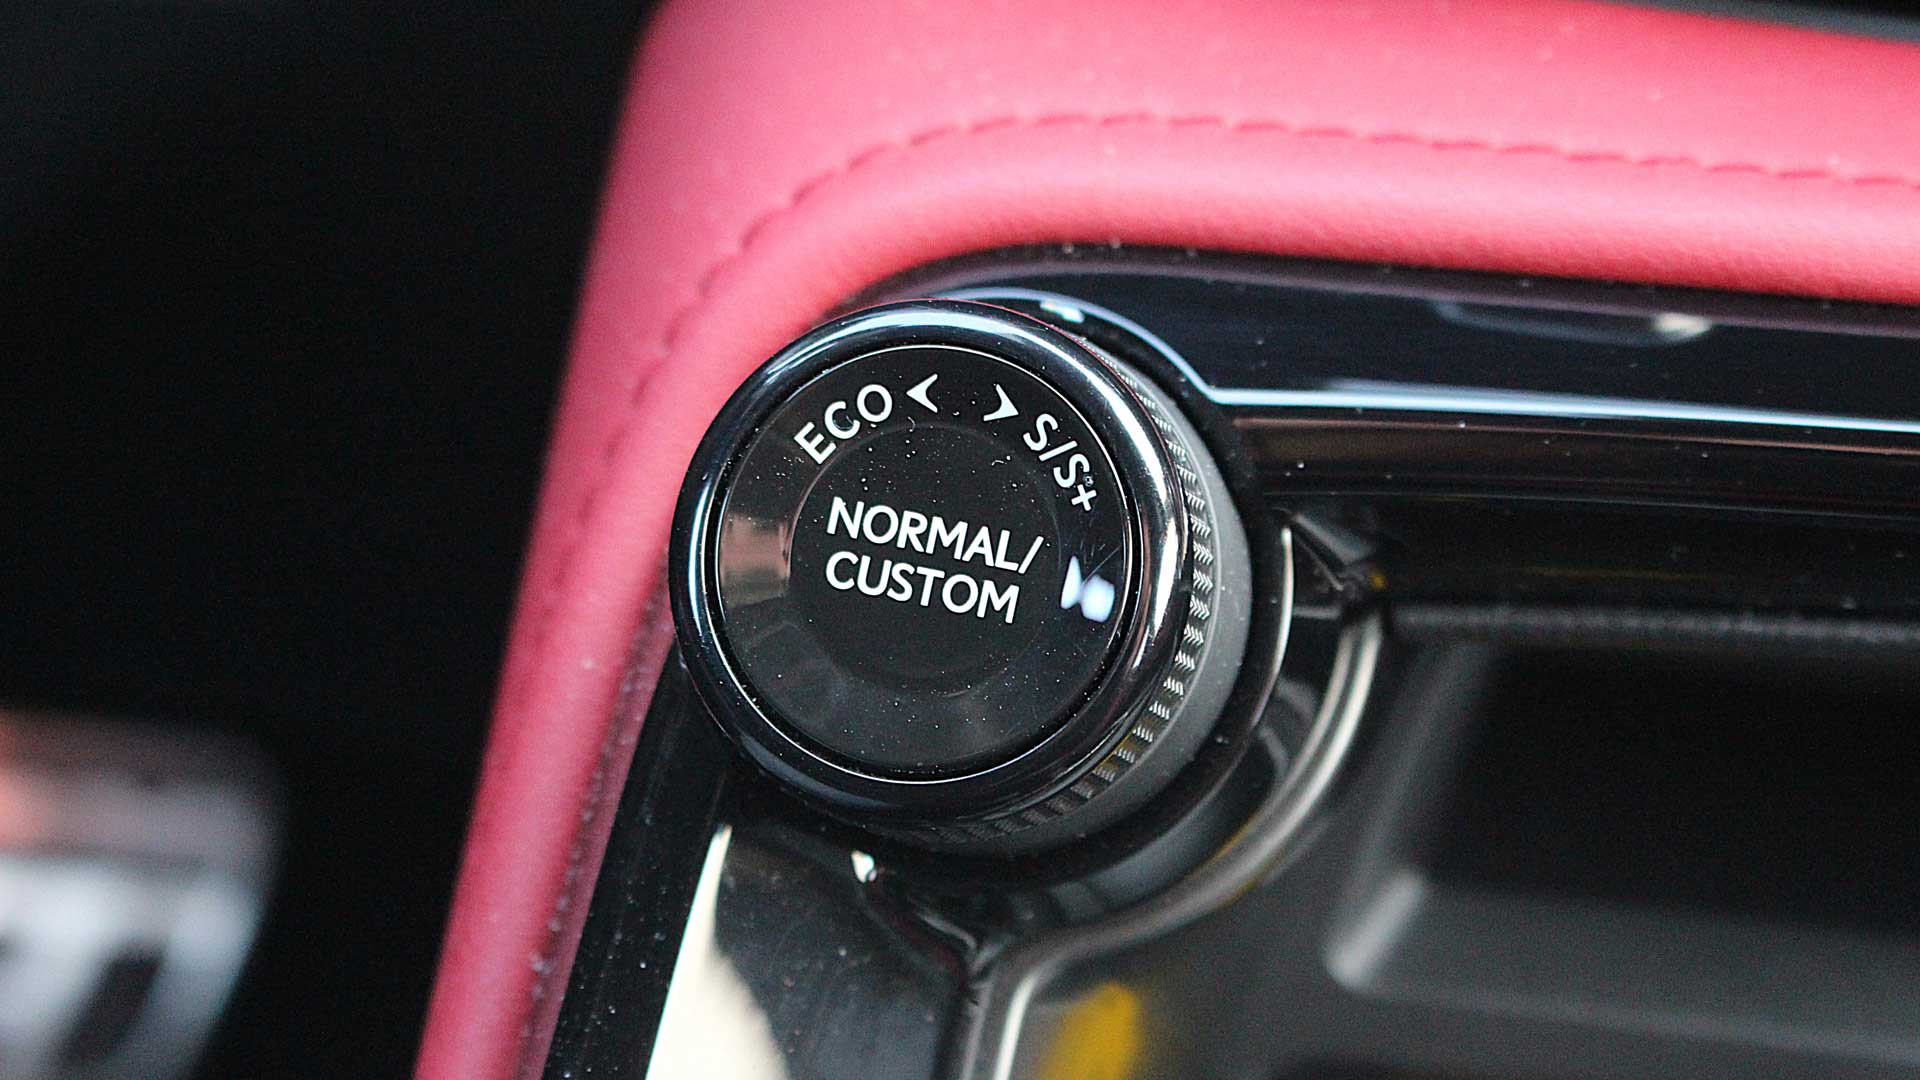 ECO < > S/S+
NORMAL/
CUSTOM